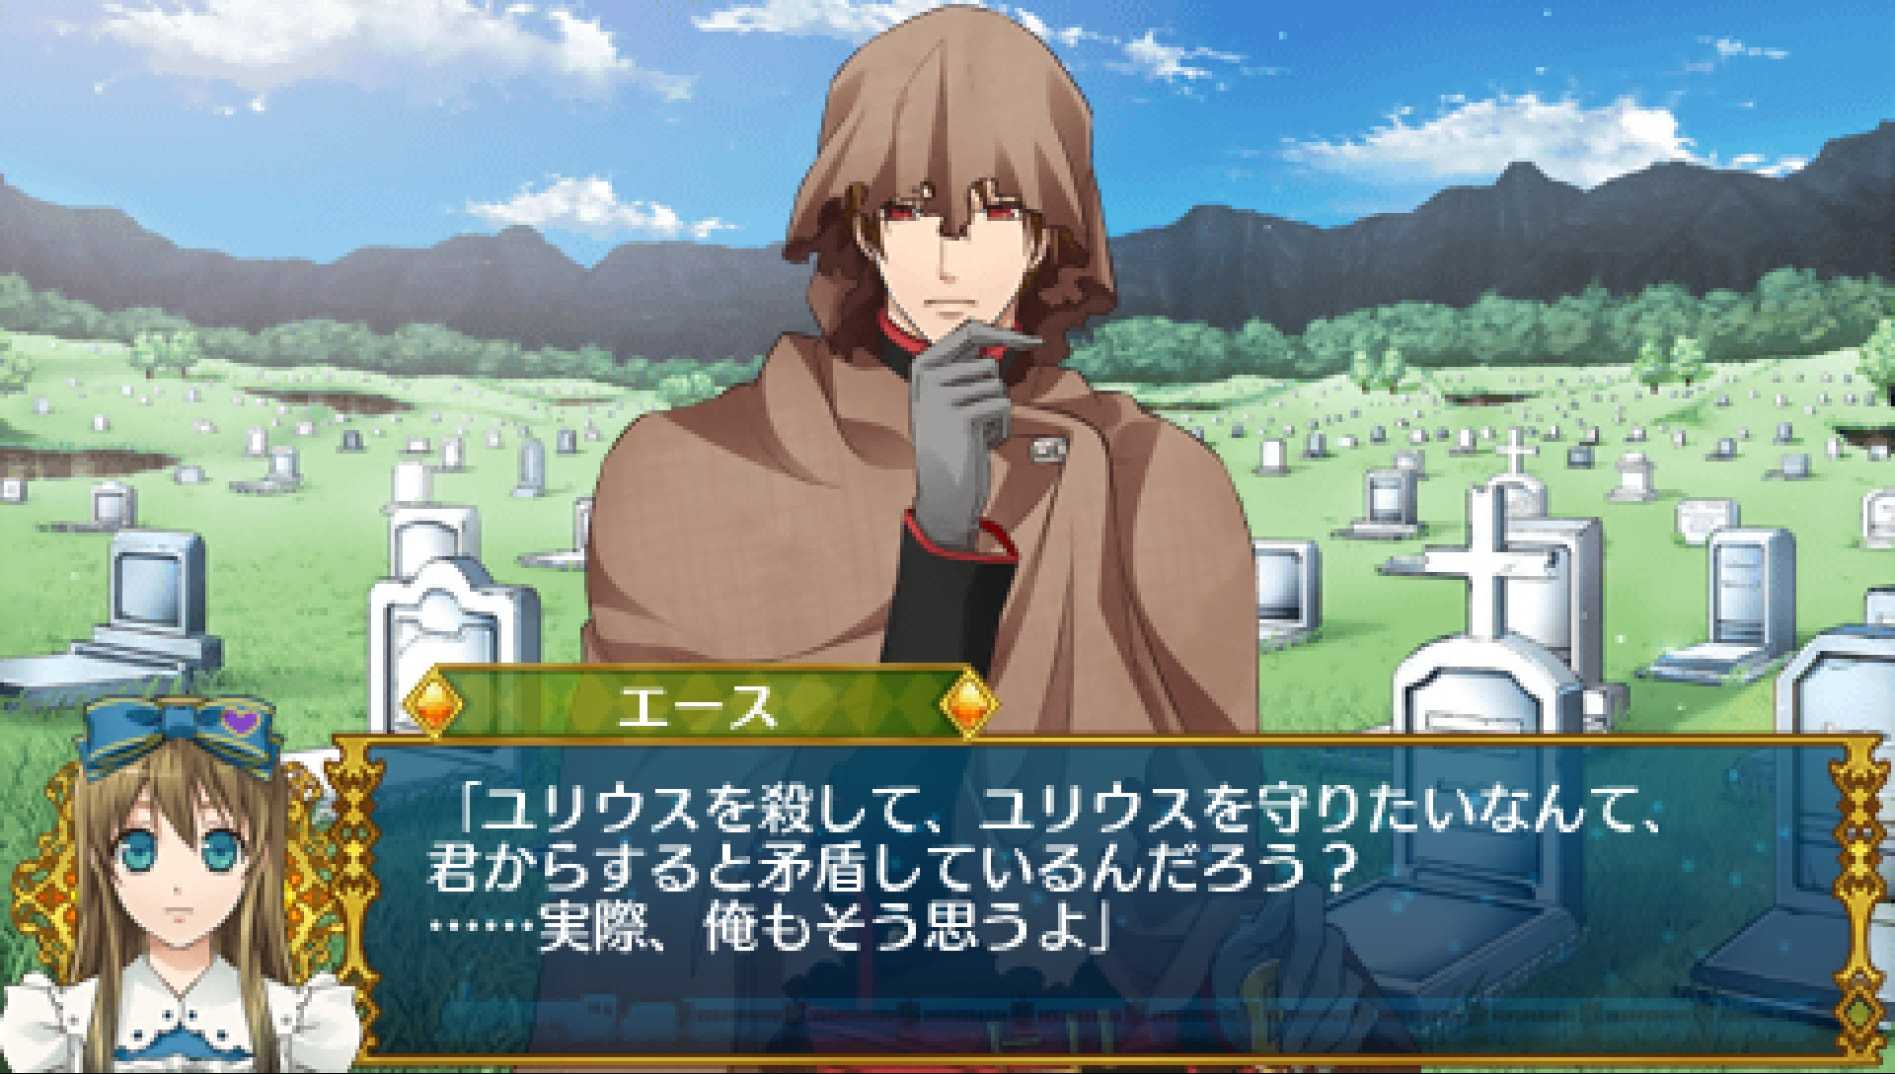 エース
「ユリウスを殺して、ユリウスを守りたいなんて、
君からすると矛盾しているんだろう？
……実際、俺もそう思うよ」